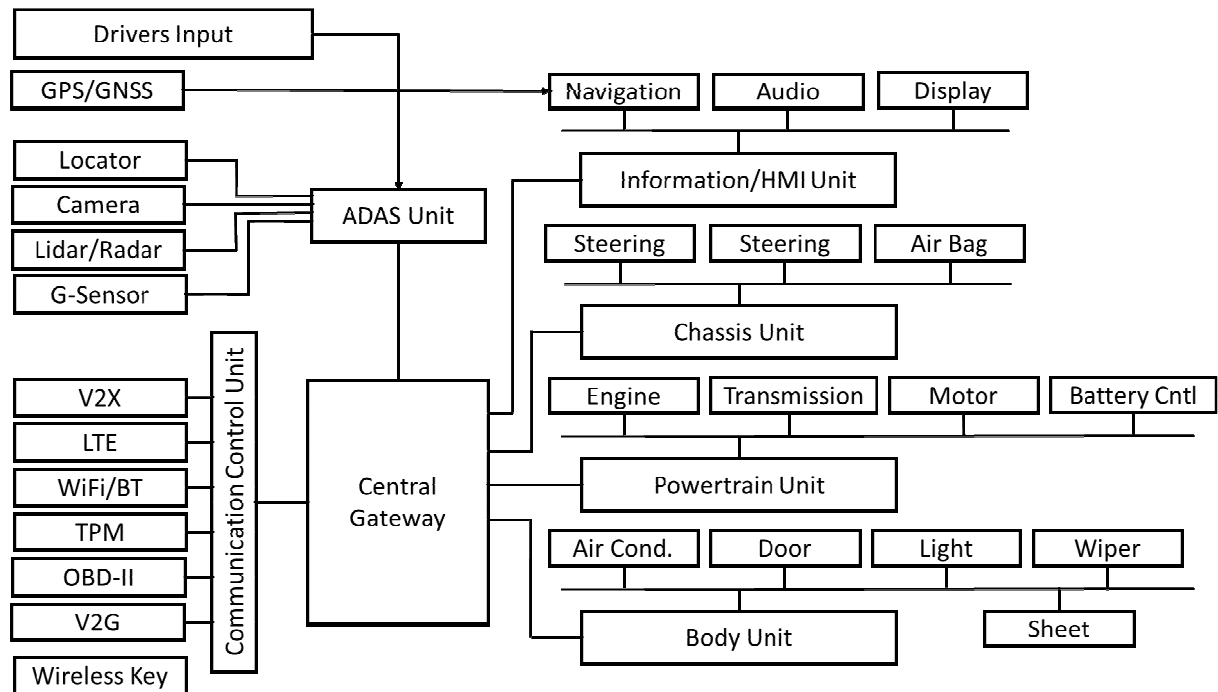 Drivers Input
GPS/GNSS
Navigation
Audio
Display
Locator
Camera
Lidar/Radar
G-Sensor
ADAS Unit
Information/HMI Unit
Steering
Steering
Air Bag
Chassis Unit
V2X
LTE
WiFi/BT
TPM
OBD-II
V2G
Wireless Key
Communication Control Unit
Central
Gateway
Engine
Transmission
Motor
Battery Cntl
Powertrain Unit
Air Cond.
Door
Light
Wiper
Body Unit
Sheet